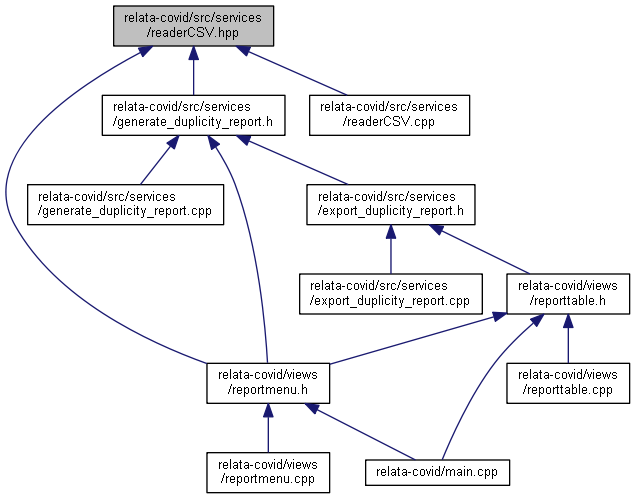 relata-covid/src/services
/readerCSV.hpp
relata-covid/src/services
/generate_duplicity_report.h
relata-covid/src/services
/readerCSV.cpp
relata-covid/src/services
/generate_duplicity_report.cpp
relata-covid/src/services
/export_duplicity_report.h
relata-covid/src/services
/export_duplicity_report.cpp
relata-covid/views
/reporttable.h
relata-covid/views
/reportmenu.h
relata-covid/views
/reporttable.cpp
relata-covid/views
/reportmenu.cpp
relata-covid/main.cpp